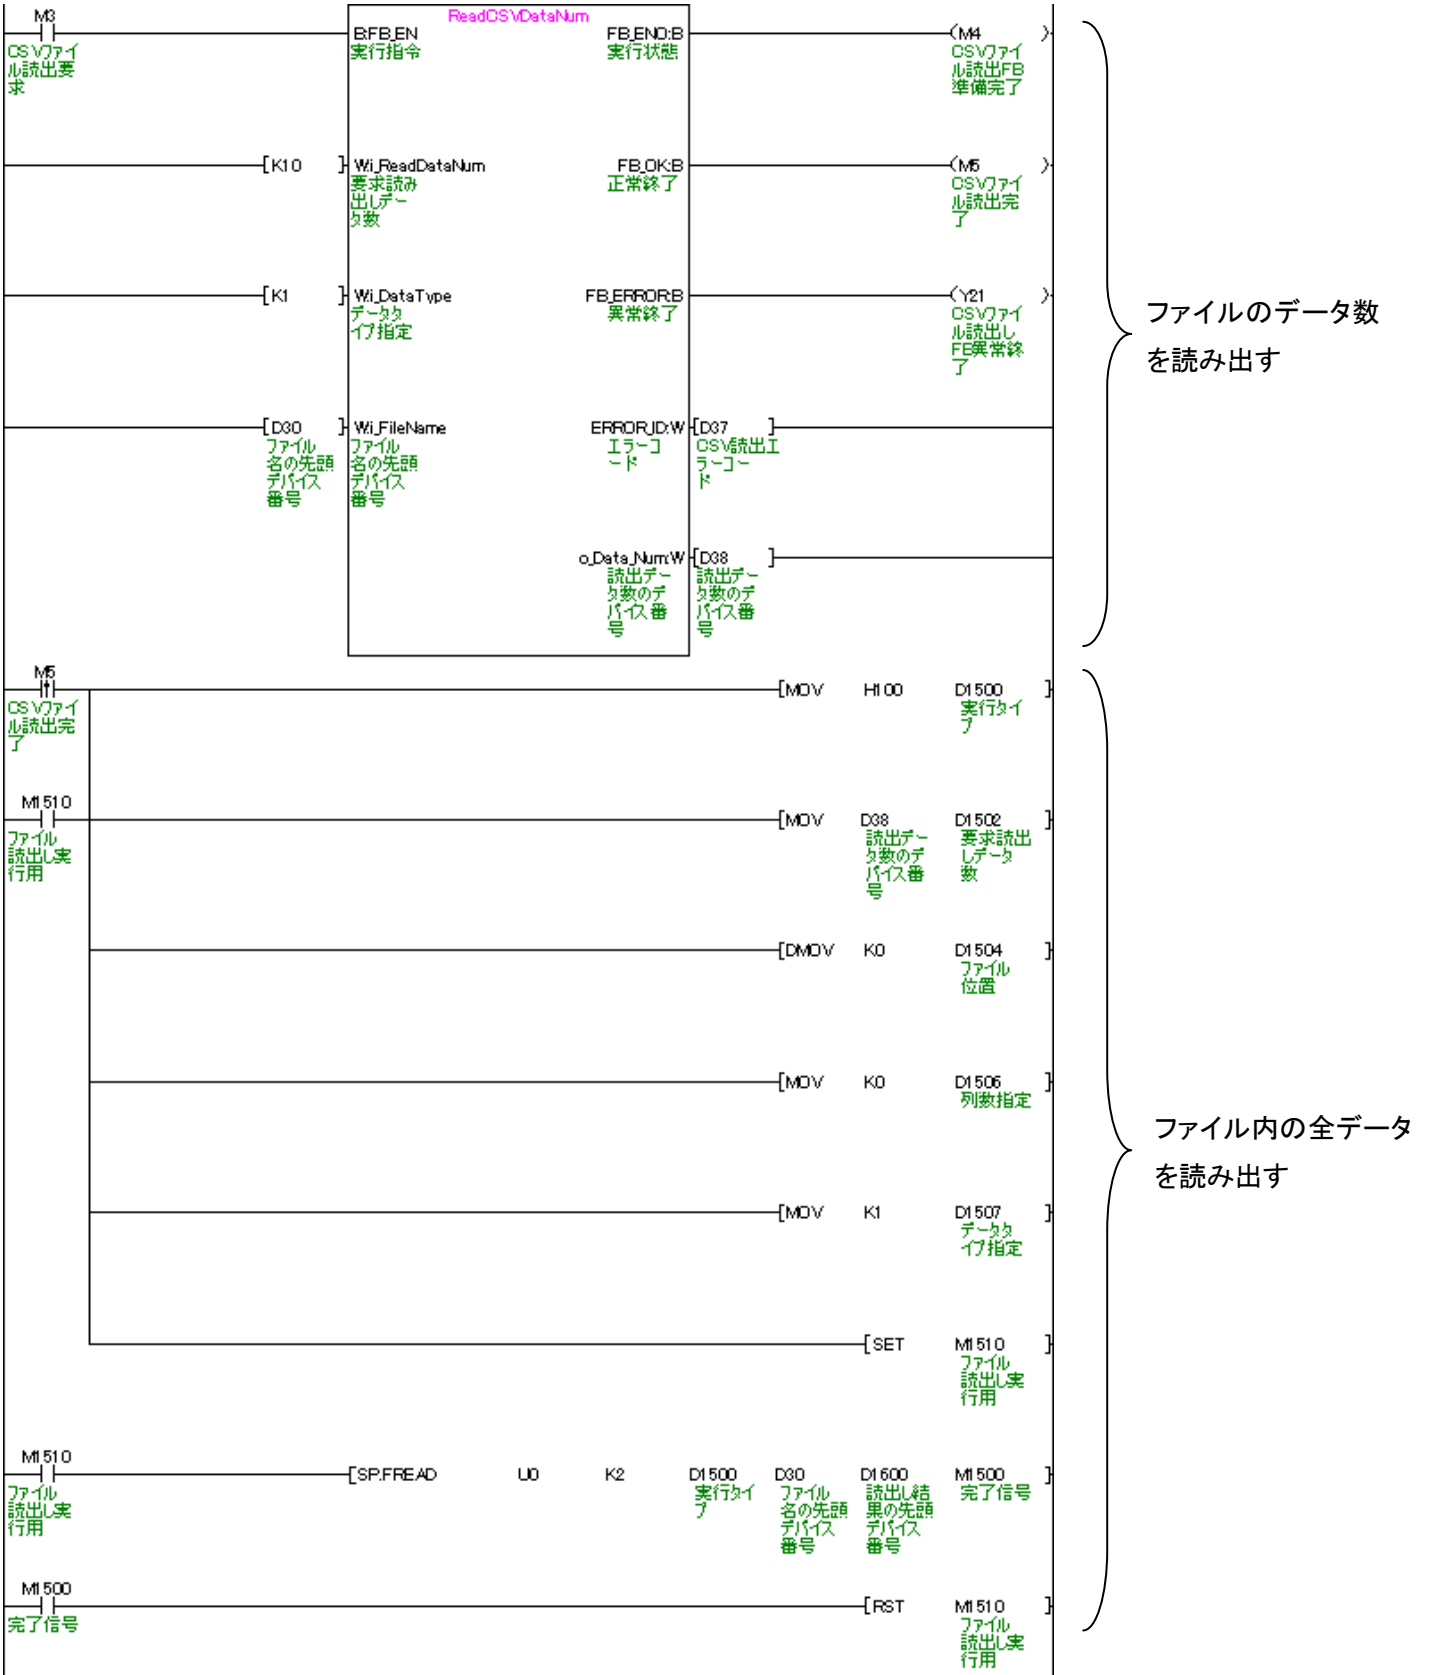 M3
ReadCSVDataNum
B:FB_EN
FB_ENO:B
(M4 )
CSVファイ
ル読出要
求
実行指令
実行状態
CSVファイ
ル読出FB
準備完了
[K10 ]
W:i_ReadDataNum
FB_OK:B
(M5 )
要求読み
出しデー
タ数
正常終了
CSVファイ
ル読出完
了
[K1 ]
W:i_DataType
FB_ERROR:B
(Y21 )
データタ
イプ指定
異常終了
CSVファイ
ル読出し
FB異常終
了
ファイルのデータ数
を読み出す
[D30 ]
W:i_FileName
ERROR_ID:W
[D37 ]
ファイル
名の先頭
デバイス
番号
ファイル
名の先頭
デバイス
番号
エラーコ
ード
CSV読出エ
ラーコー
ド
o_Data_Num:W
[D38 ]
読出デー
タ数のデ
バイス番
号
読出デー
タ数のデ
バイス番
号
M5
[MOV H100 D1500 ]
CSVファイ
ル読出完
了
実行タイ
プ
M1510
[MOV D38 D1502 ]
ファイル
読出し実
行用
読出デー
タ数のデ
バイス番
号
要求読出
しデータ
数
[DMOV K0 D1504 ]
ファイル
位置
[MOV K0 D1506 ]
列数指定
ファイル内の全データ
を読み出す
[MOV K1 D1507 ]
データタ
イプ指定
[SET M1510 ]
ファイル
読出し実
行用
M1510
[SP.FREAD U0 K2 D1500 D30 D1600 M1500 ]
ファイル
読出し実
行用
実行タイ
プ
ファイル
名の先頭
デバイス
番号
読出し結
果の先頭
デバイス
番号
完了信号
M1500
[RST M1510 ]
完了信号
ファイル
読出し実
行用